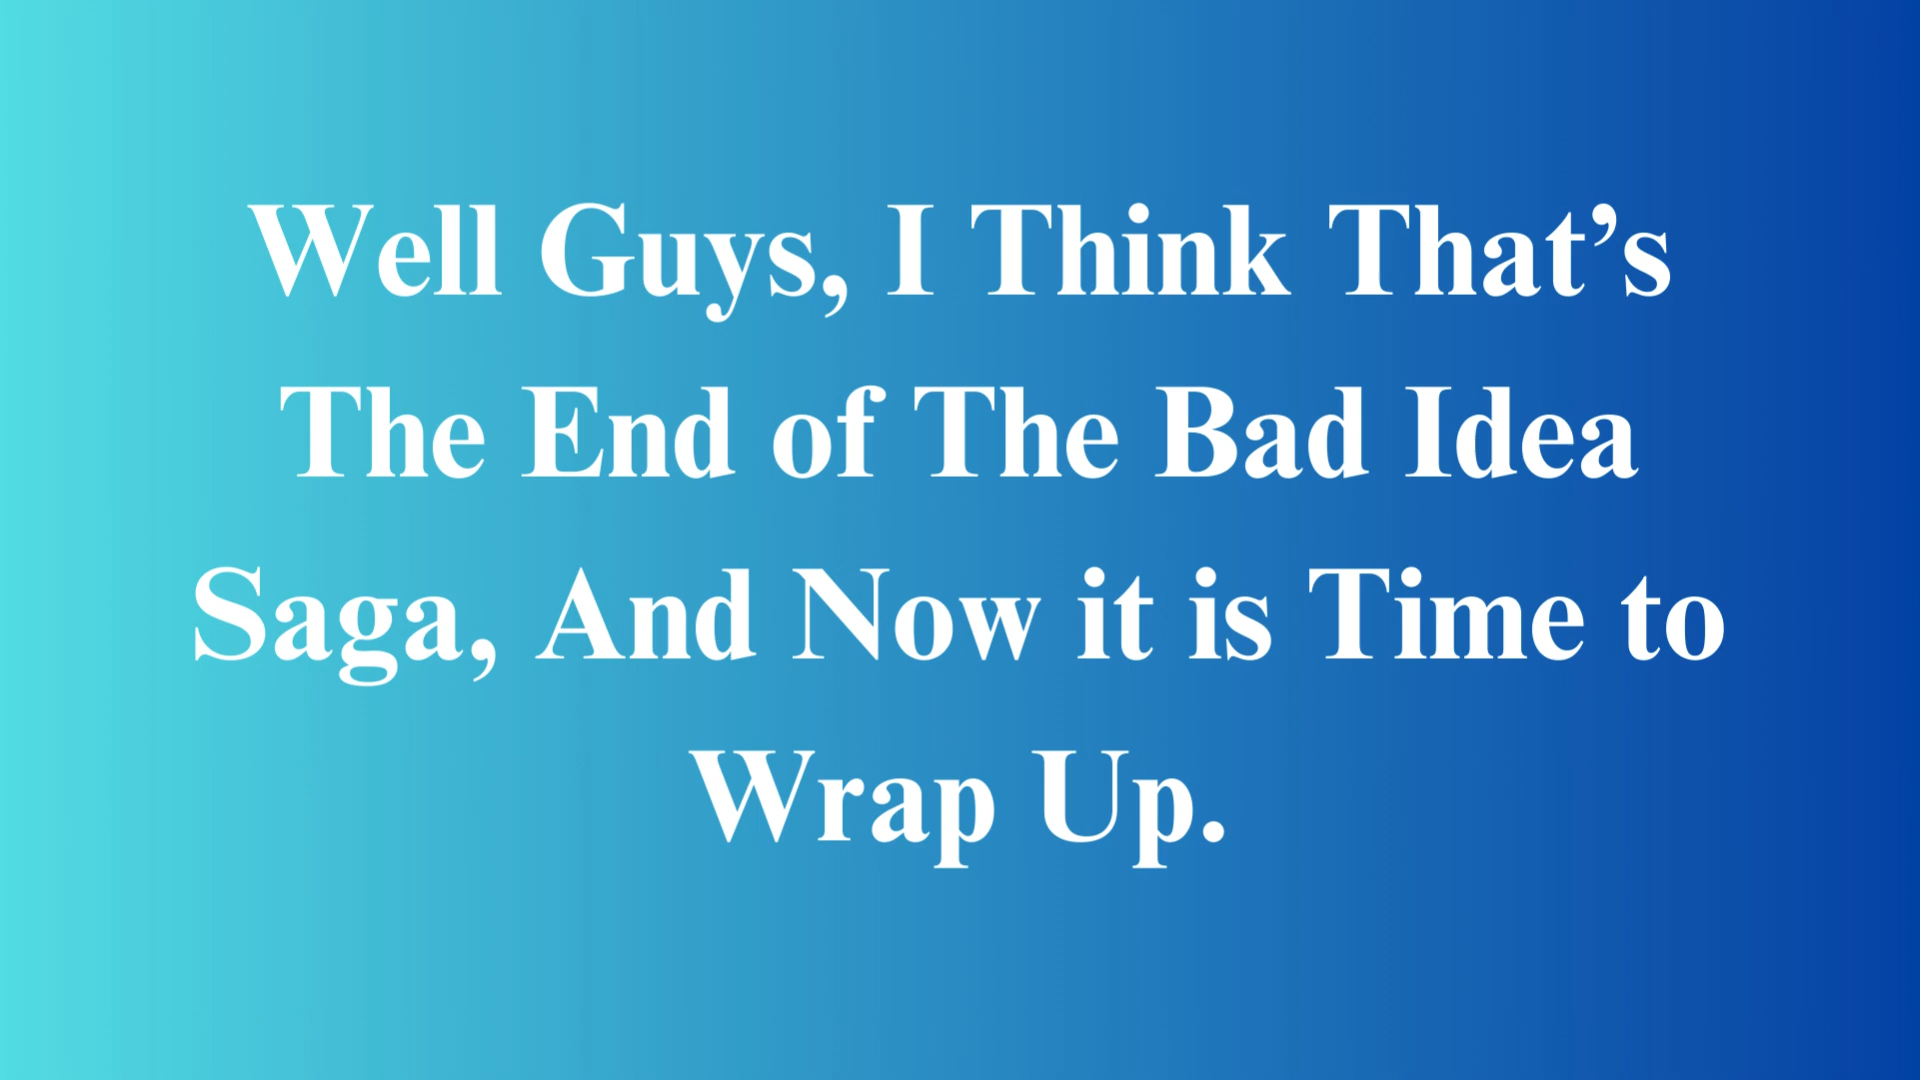 Well Guys, I Think That’s
The End of The Bad Idea
Saga, And Now it is Time to
Wrap Up.